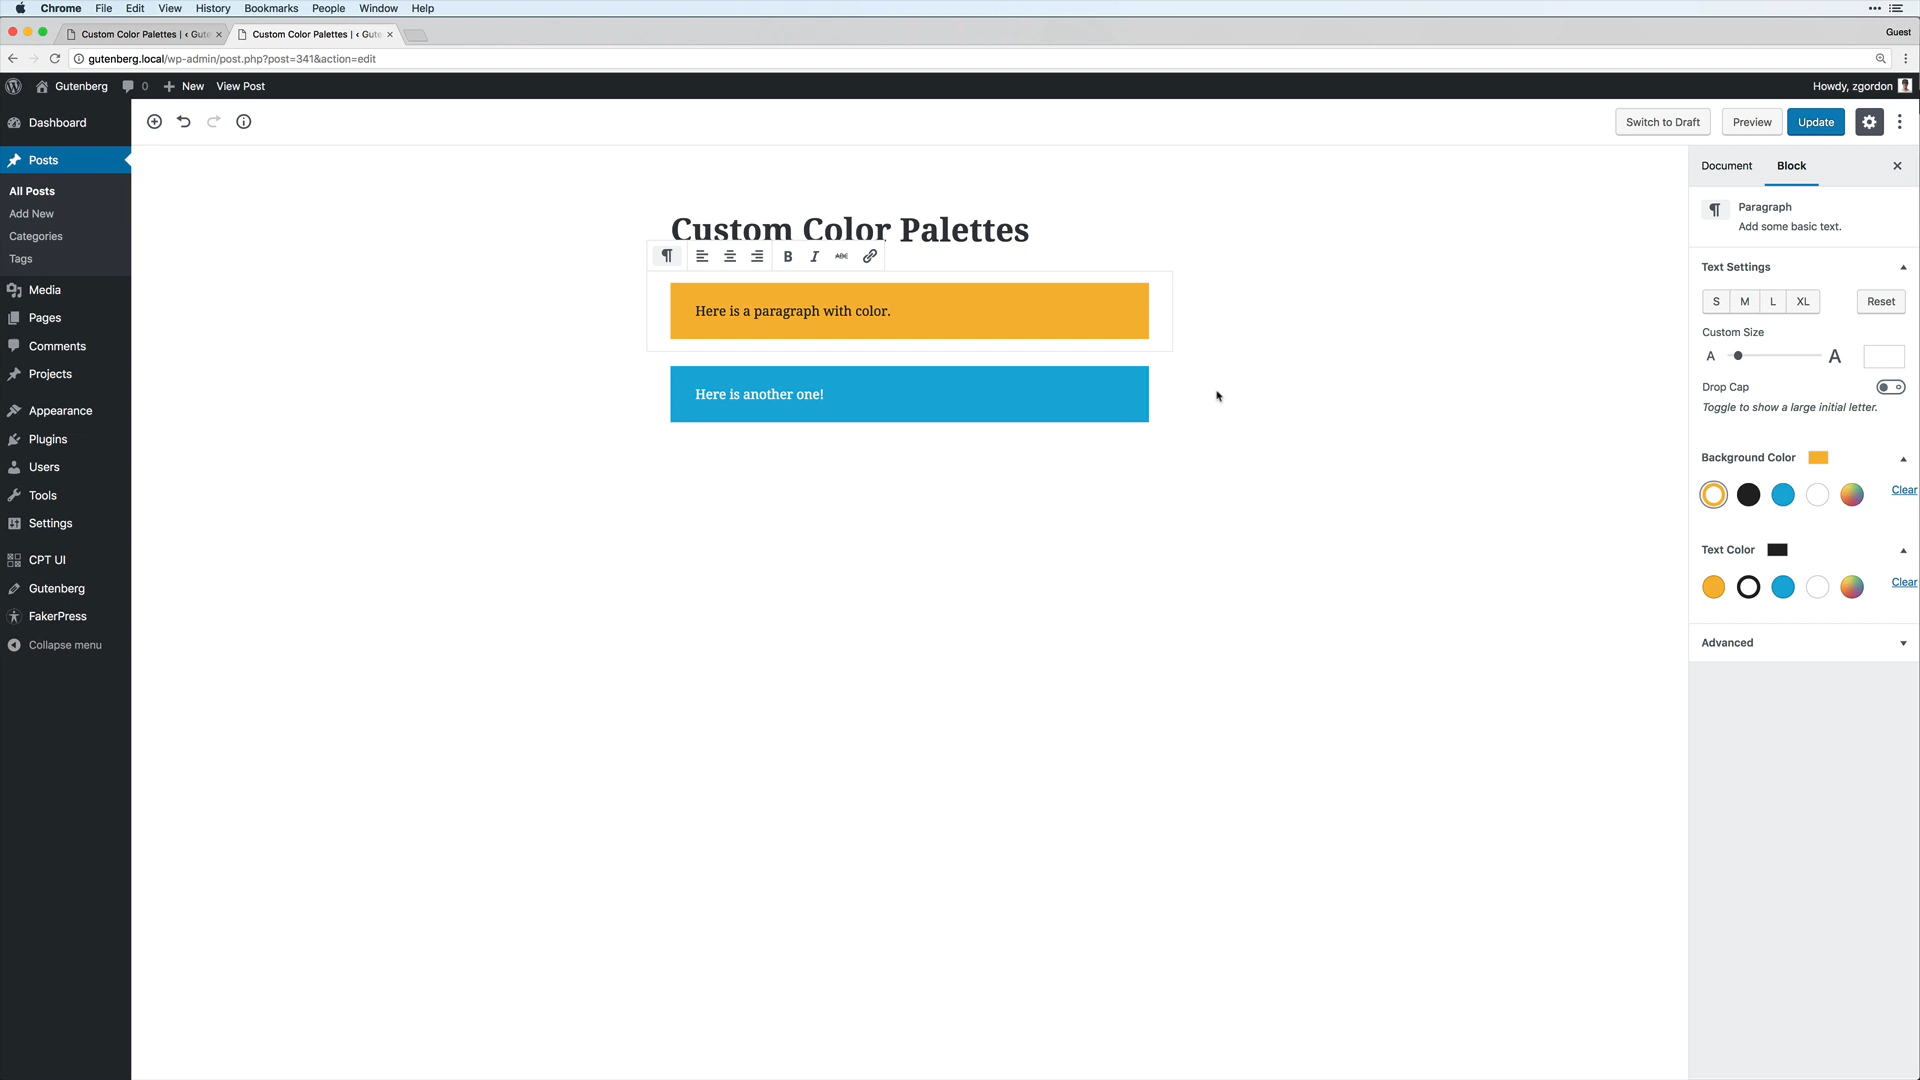 Chrome File Edit View History Bookmarks People Window Help
Custom Color Palettes | ‹ Gute
Custom Color Palettes | ‹ Gute
Guest
gutenberg.local/wp-admin/post.php?post=341&action=edit
Gutenberg 0 New View Post
Howdy, zgordon
Dashboard
Posts
All Posts
Add New
Categories
Tags
Media
Pages
Comments
Projects
Appearance
Plugins
Users
Tools
Settings
CPT UI
Gutenberg
FakerPress
Collapse menu
Switch to Draft Preview Update
Custom Color Palettes
B I ABC
Here is a paragraph with color.
Here is another one!
Document Block
Paragraph
Add some basic text.
Text Settings
S M L XL Reset
Custom Size
A A
Drop Cap
Toggle to show a large initial letter.
Background Color
Clear
Text Color
Clear
Advanced